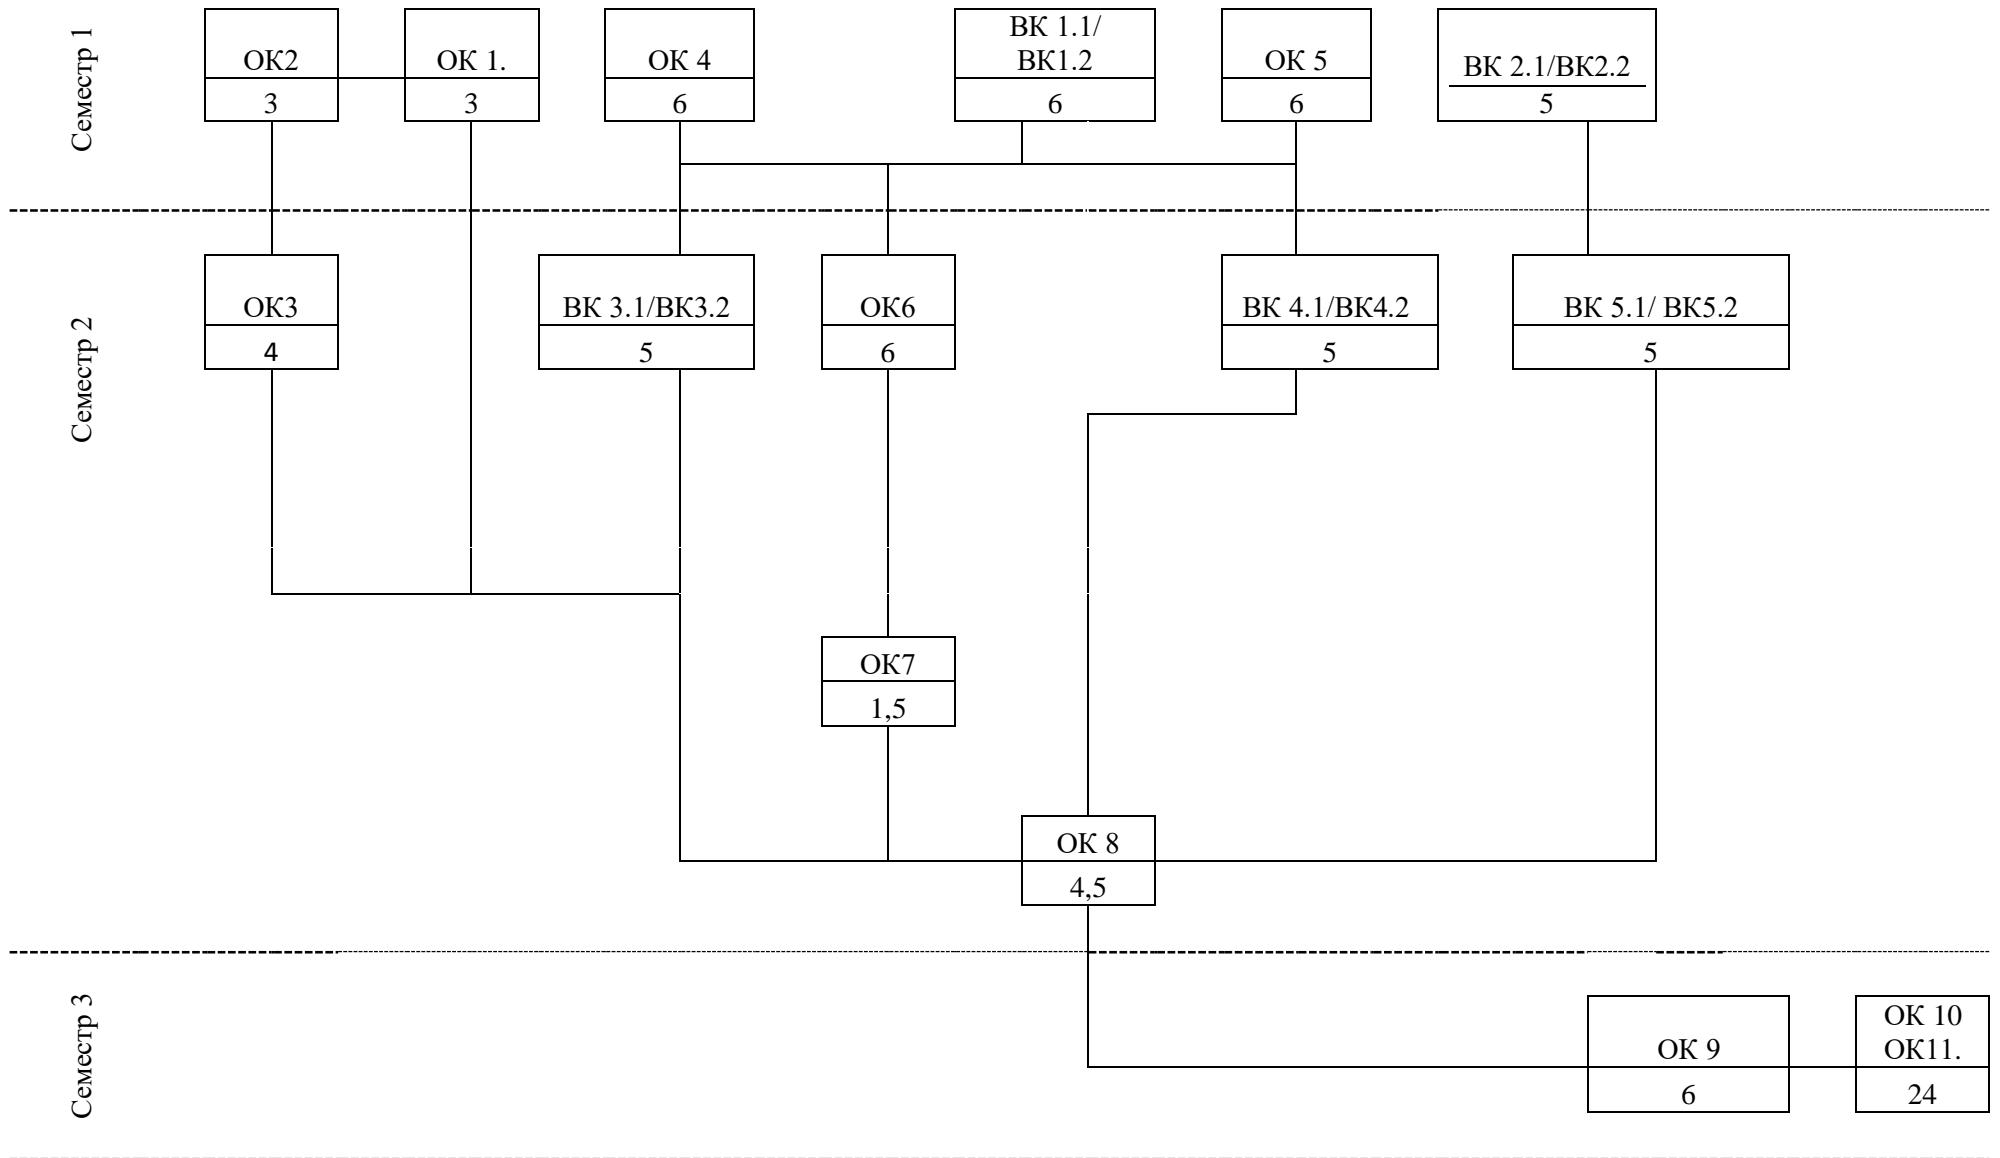 Семестр 1
ОК2
3
ОК 1.
3
ОК 4
6
ВК 1.1/
ВК1.2
6
ОК 5
6
ВК 2.1/ВК2.2
5
Семестр 2
ОК3
4
ВК 3.1/ВК3.2
5
ОК6
6
ВК 4.1/ВК4.2
5
ВК 5.1/ ВК5.2
5
ОК7
1,5
ОК 8
4,5
Семестр 3
ОК 9
6
ОК 10
ОК11.
24